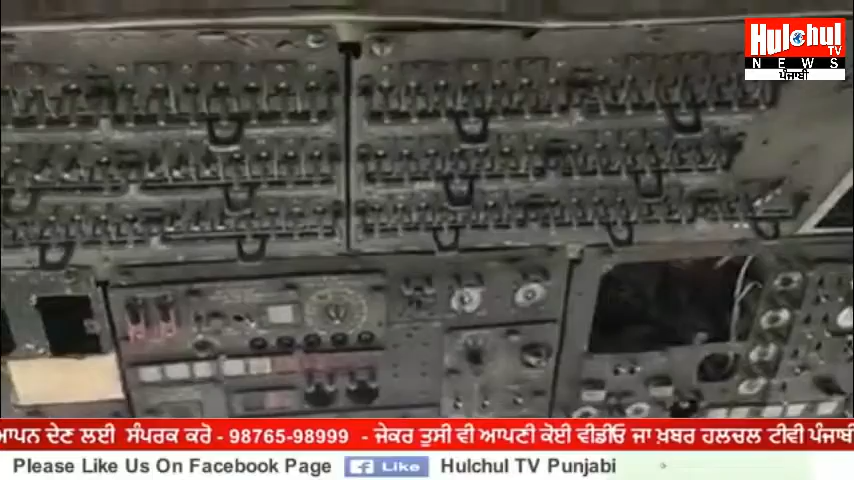 Hulchul
TV
NEWS
ਪੰਜਾਬੀ
ਆਪਨ ਦੇਣ ਲਈ ਸੰਪਰਕ ਕਰੋ - 98765-98999 - ਜੇਕਰ ਤੁਸੀ ਵੀ ਆਪਣੀ ਕੋਈ ਵੀਡੀਓ ਜਾ ਖ਼ਬਰ ਹਲਚਲ ਟੀਵੀ ਪੰਜਾਬੀ
Please Like Us On Facebook Page f Like Hulchul TV Punjabi